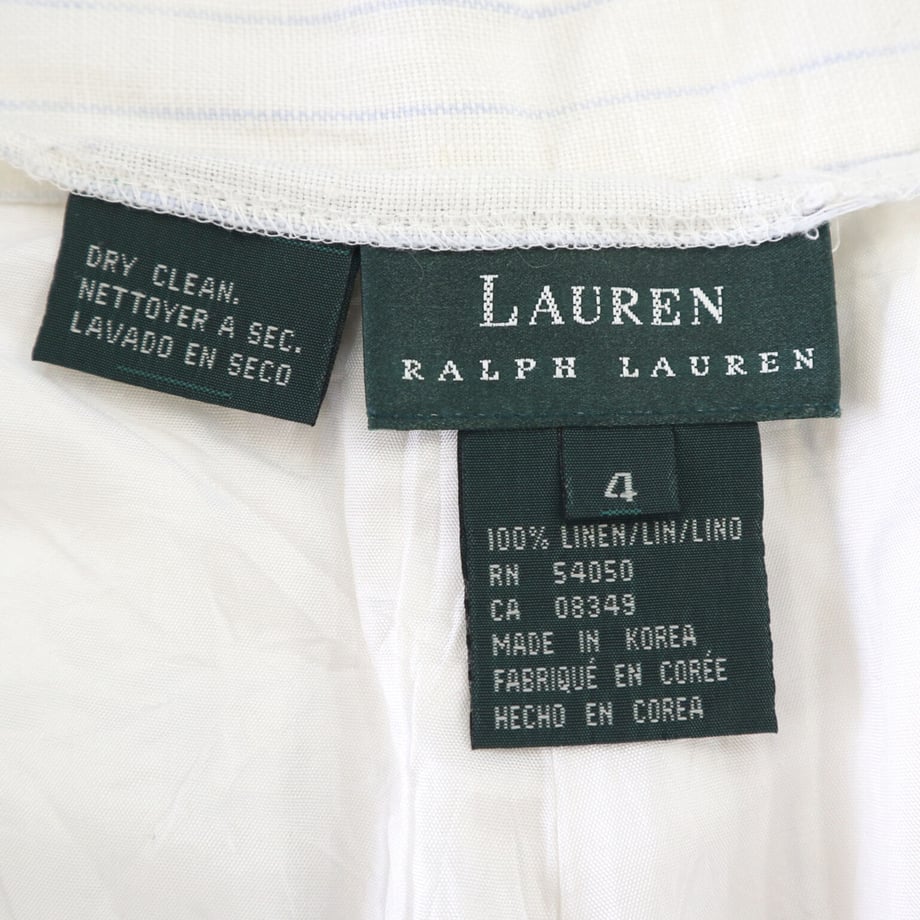 DRY CLEAN.
NETTOYER A SEC.
LAVADO EN SECO
LAUREN
RALPH LAUREN
4
100% LINEN/LIN/LINO
RN 54050
CA 08349
MADE IN KOREA
FABRIQUÉ EN CORÉE
HECHO EN COREA